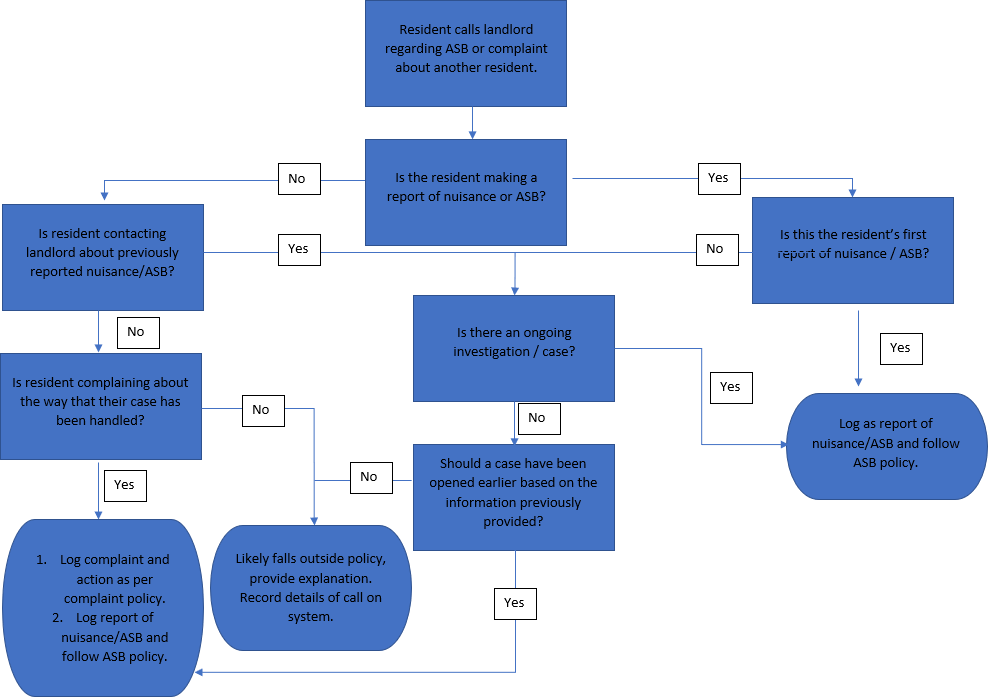 Resident calls landlord
regarding ASB or complaint
about another resident.
Is the resident making a
report of nuisance or ASB?
No
Yes
Is resident contacting
landlord about previously
reported nuisance/ASB?
Yes
No
Is this the resident's first
report of nuisance / ASB?
Is there an ongoing
investigation / case?
No
Yes
Yes
Is resident complaining about
the way that their case has
been handled?
No
No
Log as report of
nuisance/ASB and follow
ASB policy.
Should a case have been
opened earlier based on the
information previously
provided?
No
Yes
1. Log complaint and
action as per
complaint policy.
2. Log report of
nuisance/ASB and
follow ASB policy.
Likely falls outside policy,
provide explanation.
Record details of call on
system.
Yes